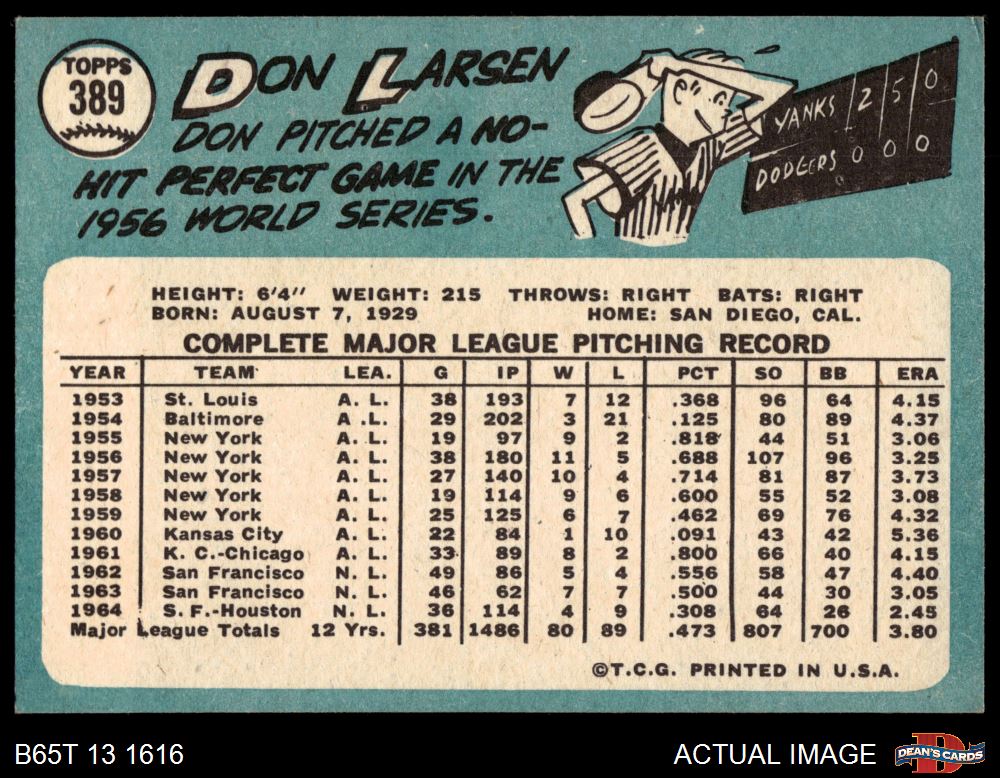 TOPPS
389
DON LARSEN
DON PITCHED A NO-
HIT PERFECT GAME IN THE
1956 WORLD SERIES.
YANKS 2 5 0
DODGERS 0 0 0
HEIGHT: 6'4" WEIGHT: 215 THROWS: RIGHT BATS: RIGHT
BORN: AUGUST 7, 1929 HOME: SAN DIEGO, CAL.
COMPLETE MAJOR LEAGUE PITCHING RECORD
YEAR TEAM LEA. G IP W L PCT SO BB ERA
1953 St. Louis A. L. 38 193 7 12 .368 96 64 4.15
1954 Baltimore A .L. 29 202 3 21 .125 80 89 4.37
1955 New York A. L. 19 97 9 2 .818 44 51 3.06
1956 New York A. L. 38 180 11 5 .688 107 96 3.25
1957 New York A. L. 27 140 10 4 .714 81 87 3.73
1958 New York A. L. 19 114 9 6 .600 55 52 3.08
1959 New York A. L. 25 125 6 7 .462 69 76 4.32
1960 Kansas City A. L. 22 84 1 10 .091 43 42 5.36
1961 K. C.-Chicago A. L. 33 89 8 2 .800 66 40 4.15
1962 San Francisco N. L. 49 86 5 4 .556 58 47 4.40
1963 San Francisco N. L. 46 62 7 7 .500 44 30 3.05
1964 S. F.-Houston N. L. 36 114 4 9 .308 64 26 2.45
Major League Totals 12 Yrs. 381 1486 80 89 .473 807 700 3.80
©T.C.G. PRINTED IN U.S.A.
B65T 13 1616 ACTUAL IMAGE DEAN'S CARDS